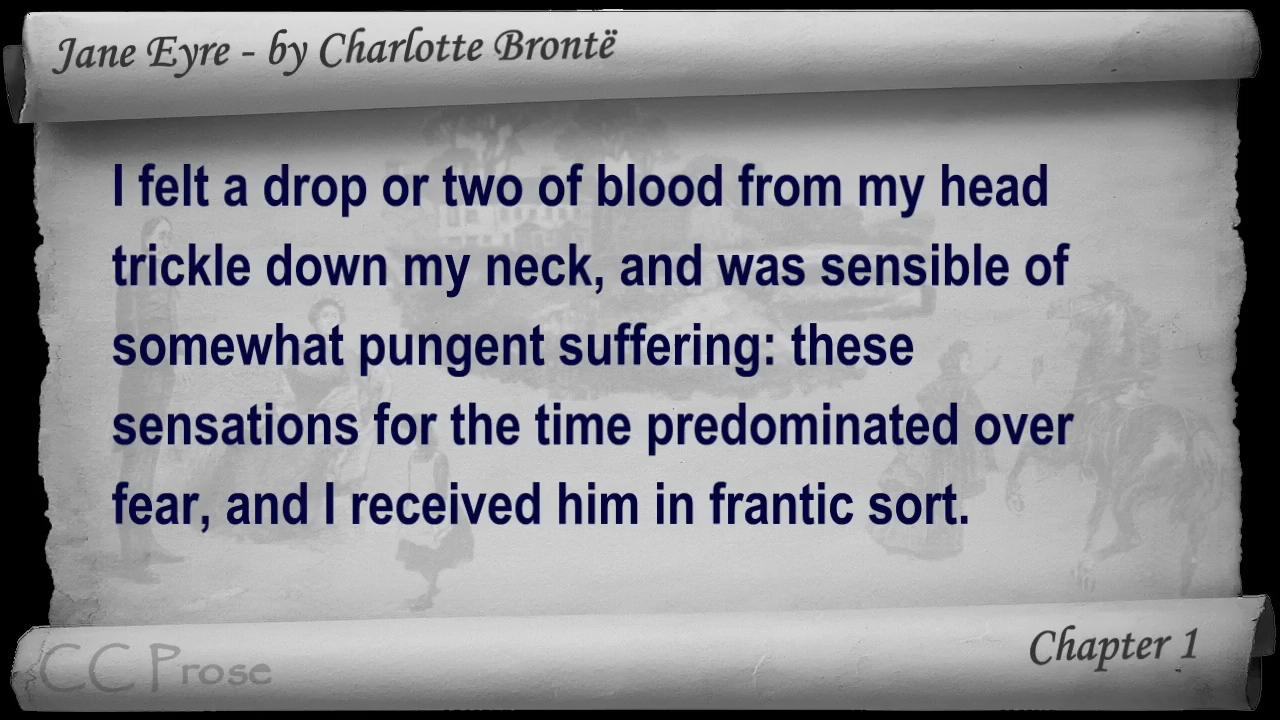 Jane Eyre - by Charlotte Brontë
I felt a drop or two of blood from my head
trickle down my neck, and was sensible of
somewhat pungent suffering: these
sensations for the time predominated over
fear, and I received him in frantic sort.
Chapter 1
CC Prose